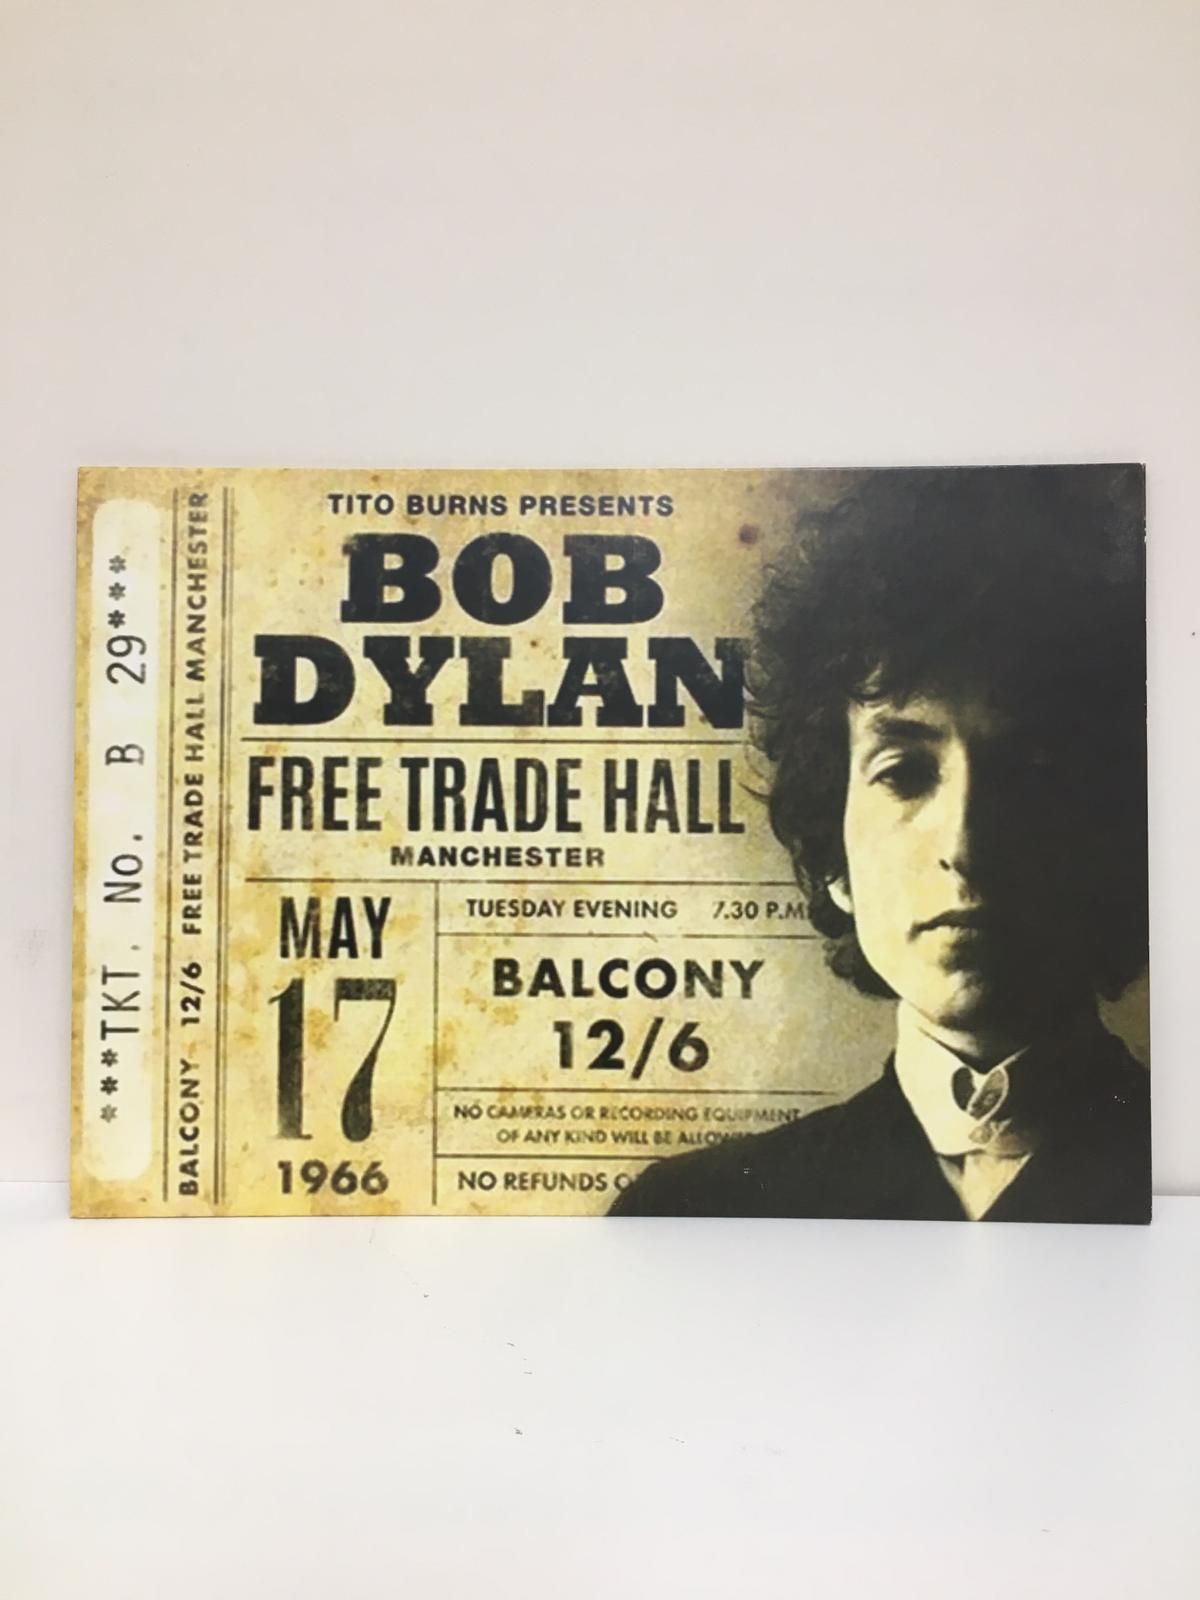 ***TKT. No. B 29***
BALCONY 12/6 FREE TRADE HALL MANCHESTER
TITO BURNS PRESENTS
BOB
DYLAN
FREE TRADE HALL
MANCHESTER
MAY
17
1966
TUESDAY EVENING 7.30 P.M.
BALCONY
12/6
NO CAMERAS OR RECORDING EQUIPMENT
OF ANY KIND WILL BE
NO REFUNDS